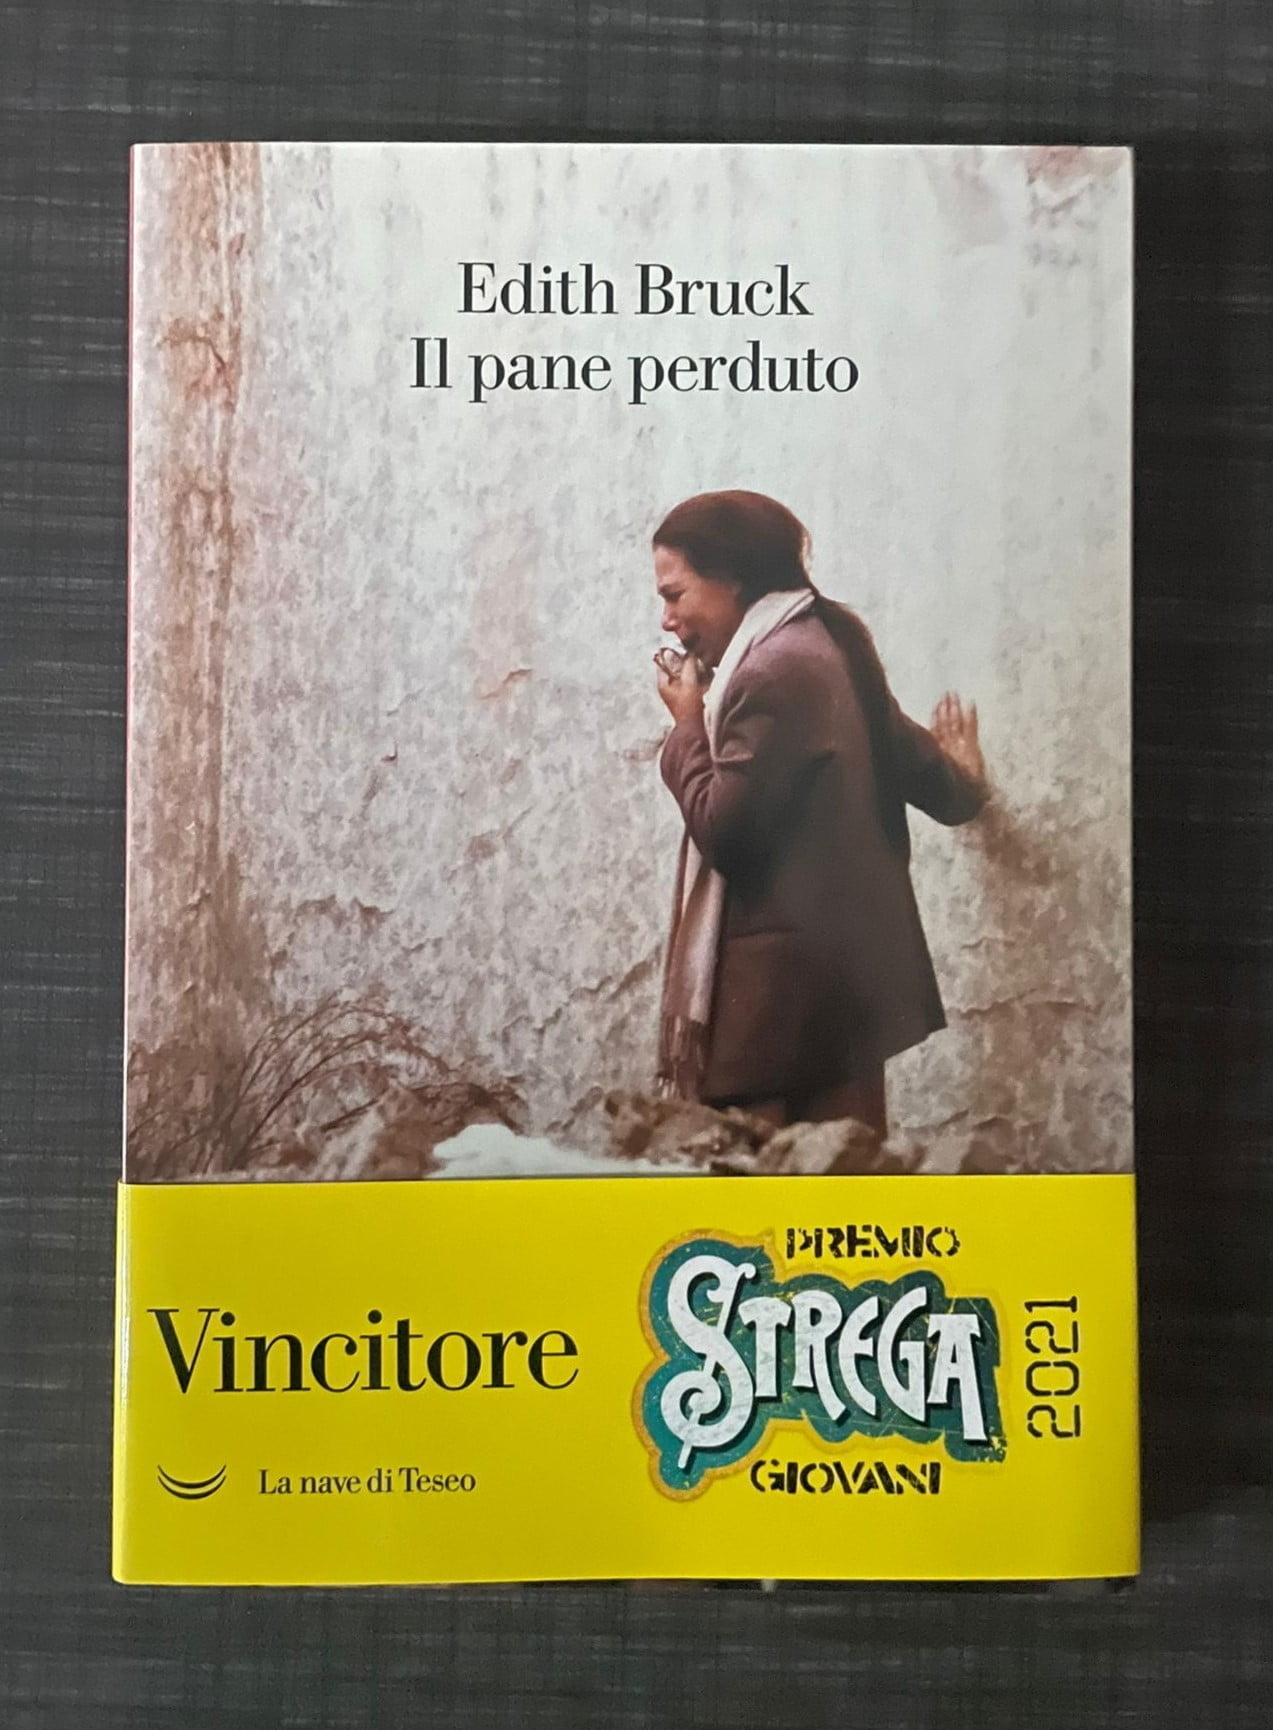 Edith Bruck
Il pane perduto
Vincitore
La nave di Teseo
PREMIO
STREGA
GIOVANI
2021